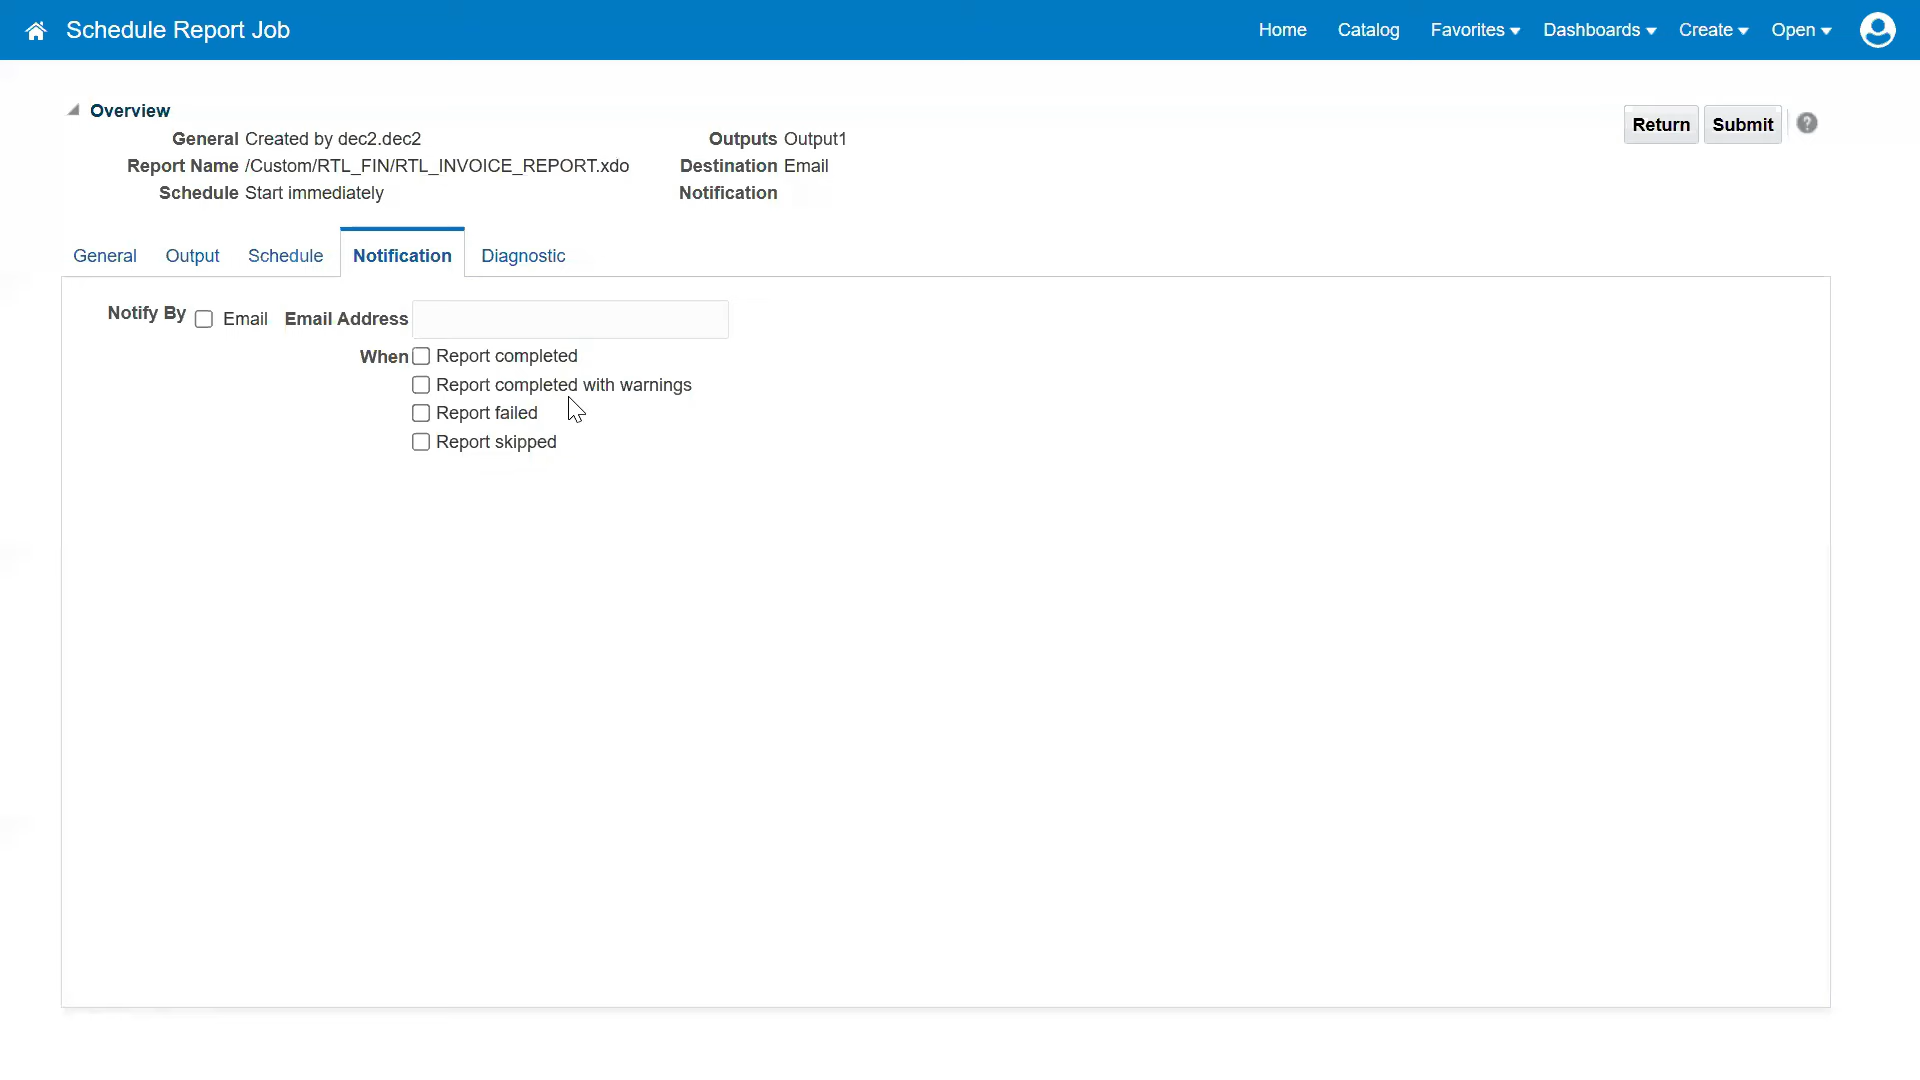 Schedule Report Job
Home Catalog Favorites Dashboards Create Open
Overview
General Created by dec2.dec2
Report Name /Custom/RTL_FIN/RTL_INVOICE_REPORT.xdo
Schedule Start immediately
Outputs Output1
Destination Email
Notification
Return Submit ?
General Output Schedule Notification Diagnostic
Notify By Email Email Address
When Report completed
Report completed with warnings
Report failed
Report skipped